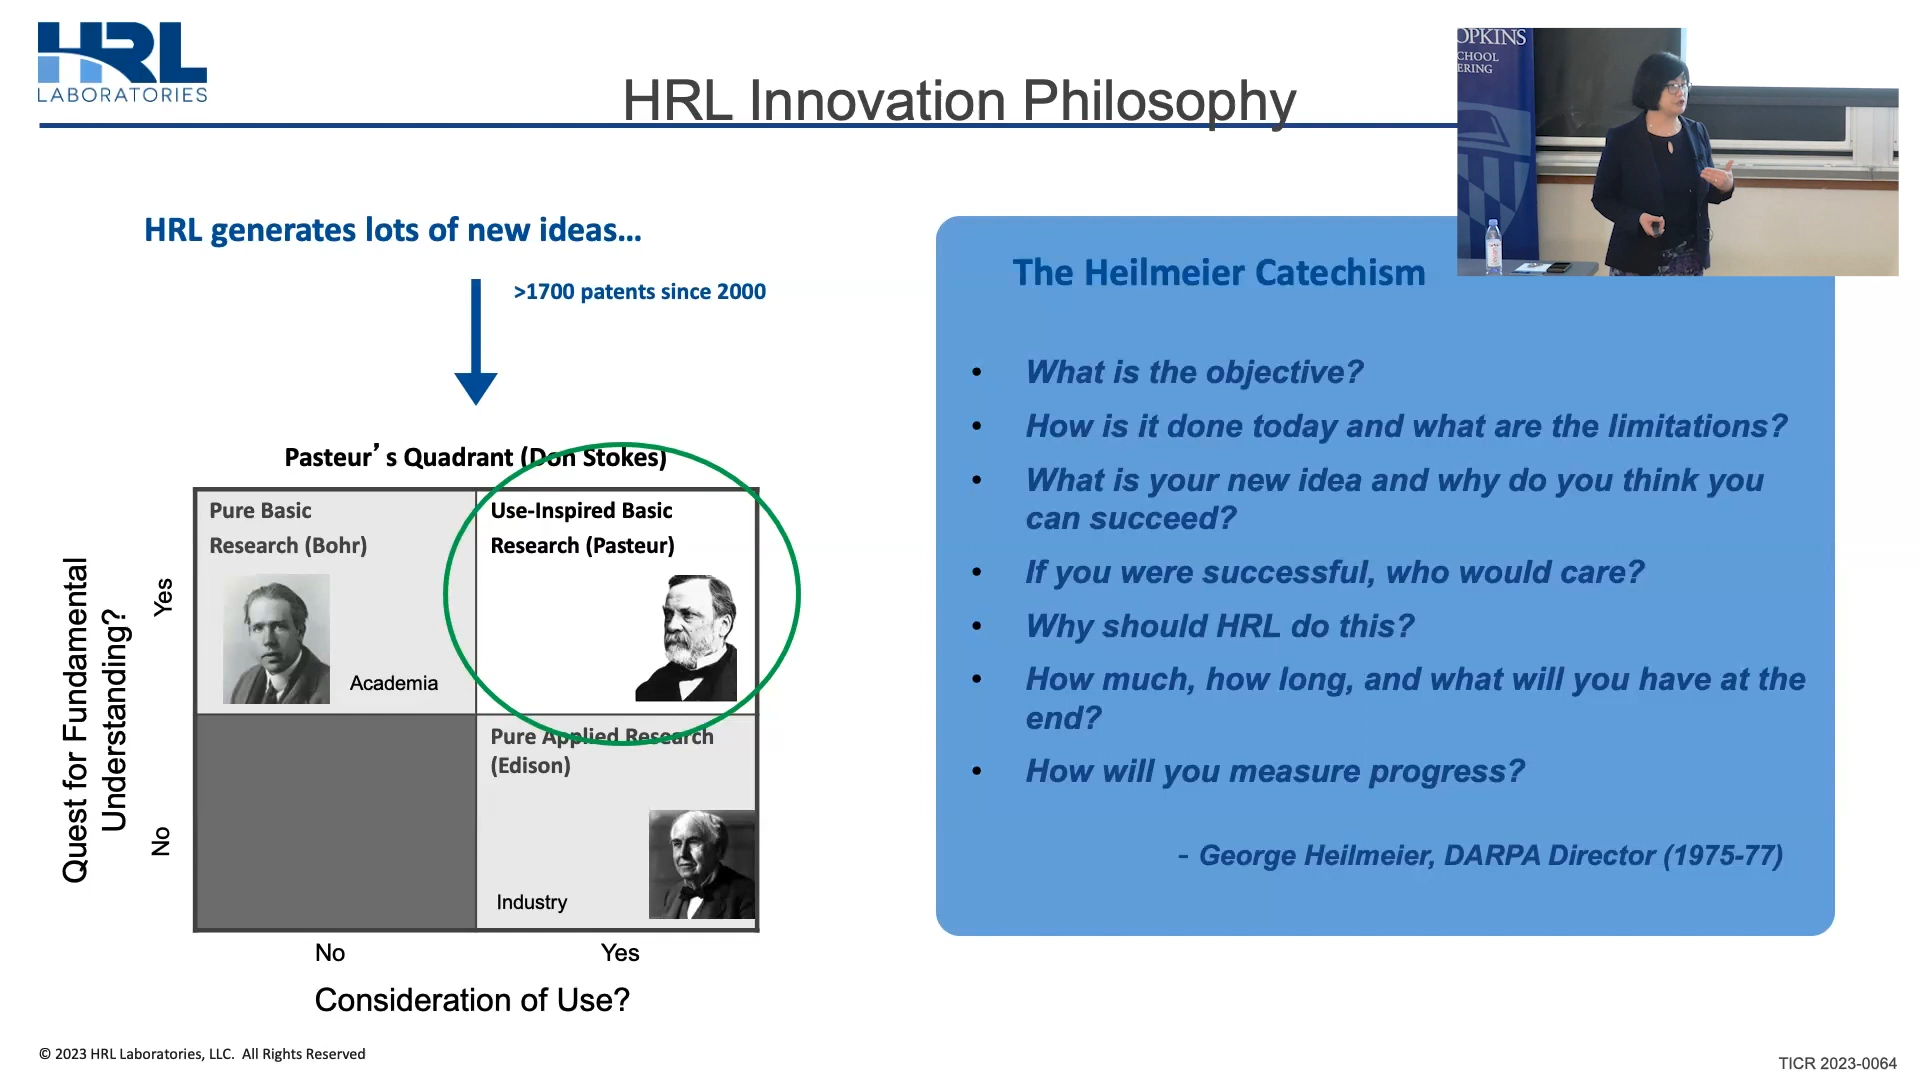 HRL
LABORATORIES
HRL Innovation Philosophy
OPKINS
CHOOL
ERING
HRL generates lots of new ideas...
>1700 patents since 2000
Pasteur's Quadrant (Don Stokes)
Pure Basic
Research (Bohr)
Academia
Use-Inspired Basic
Research (Pasteur)
Pure Applied Research
(Edison)
Industry
Quest for Fundamental
Understanding?
Yes
No
No
Yes
Consideration of Use?
The Heilmeier Catechism
• What is the objective?
• How is it done today and what are the limitations?
• What is your new idea and why do you think you
can succeed?
• If you were successful, who would care?
• Why should HRL do this?
• How much, how long, and what will you have at the
end?
• How will you measure progress?
- George Heilmeier, DARPA Director (1975-77)
© 2023 HRL Laboratories, LLC. All Rights Reserved
TICR 2023-0064